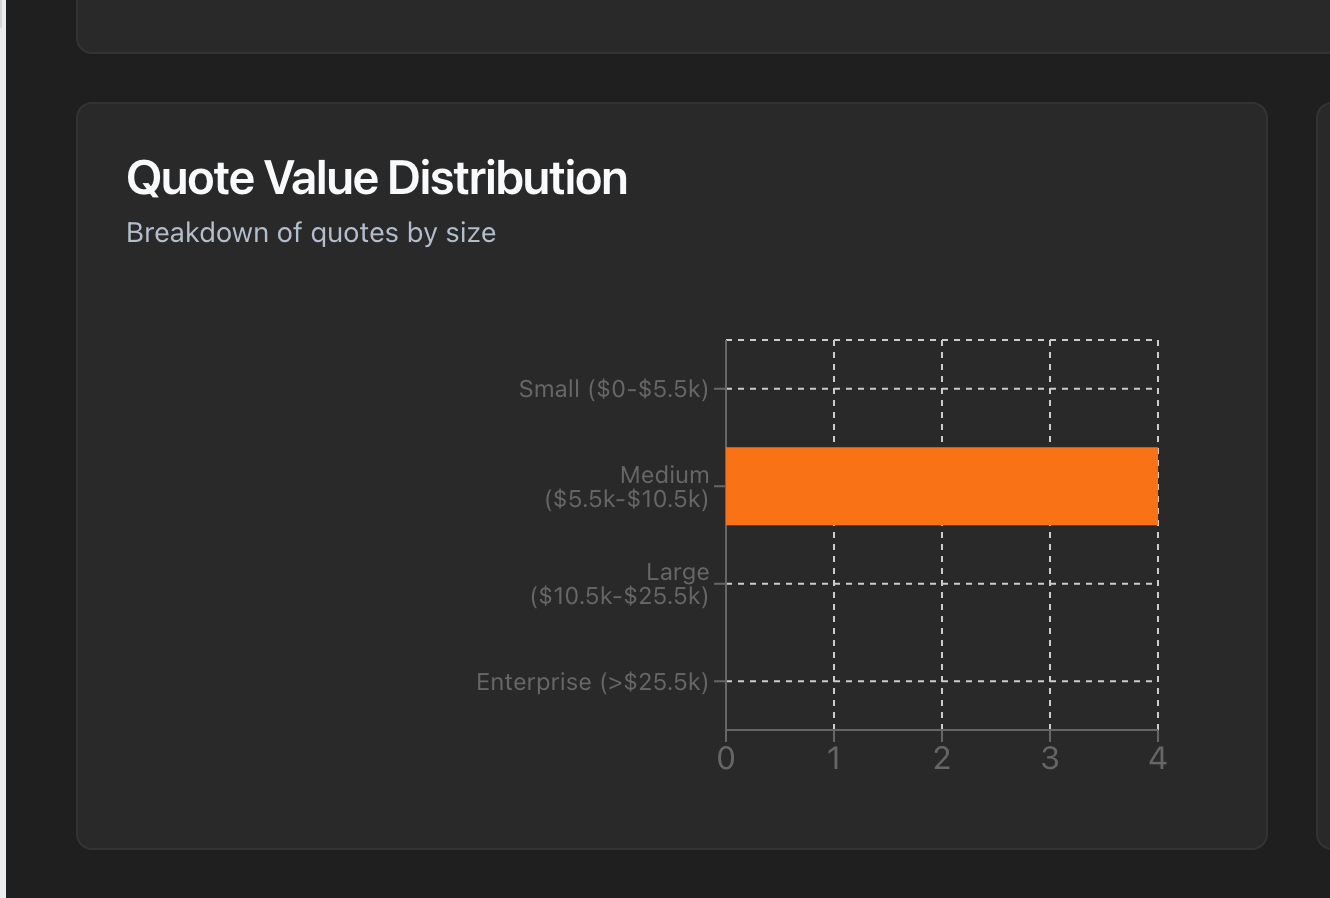 Quote Value Distribution
Breakdown of quotes by size
Small ($0-$5.5k)
Medium
($5.5k-$10.5k)
Large
($10.5k-$25.5k)
Enterprise (>$25.5k)
0 1 2 3 4